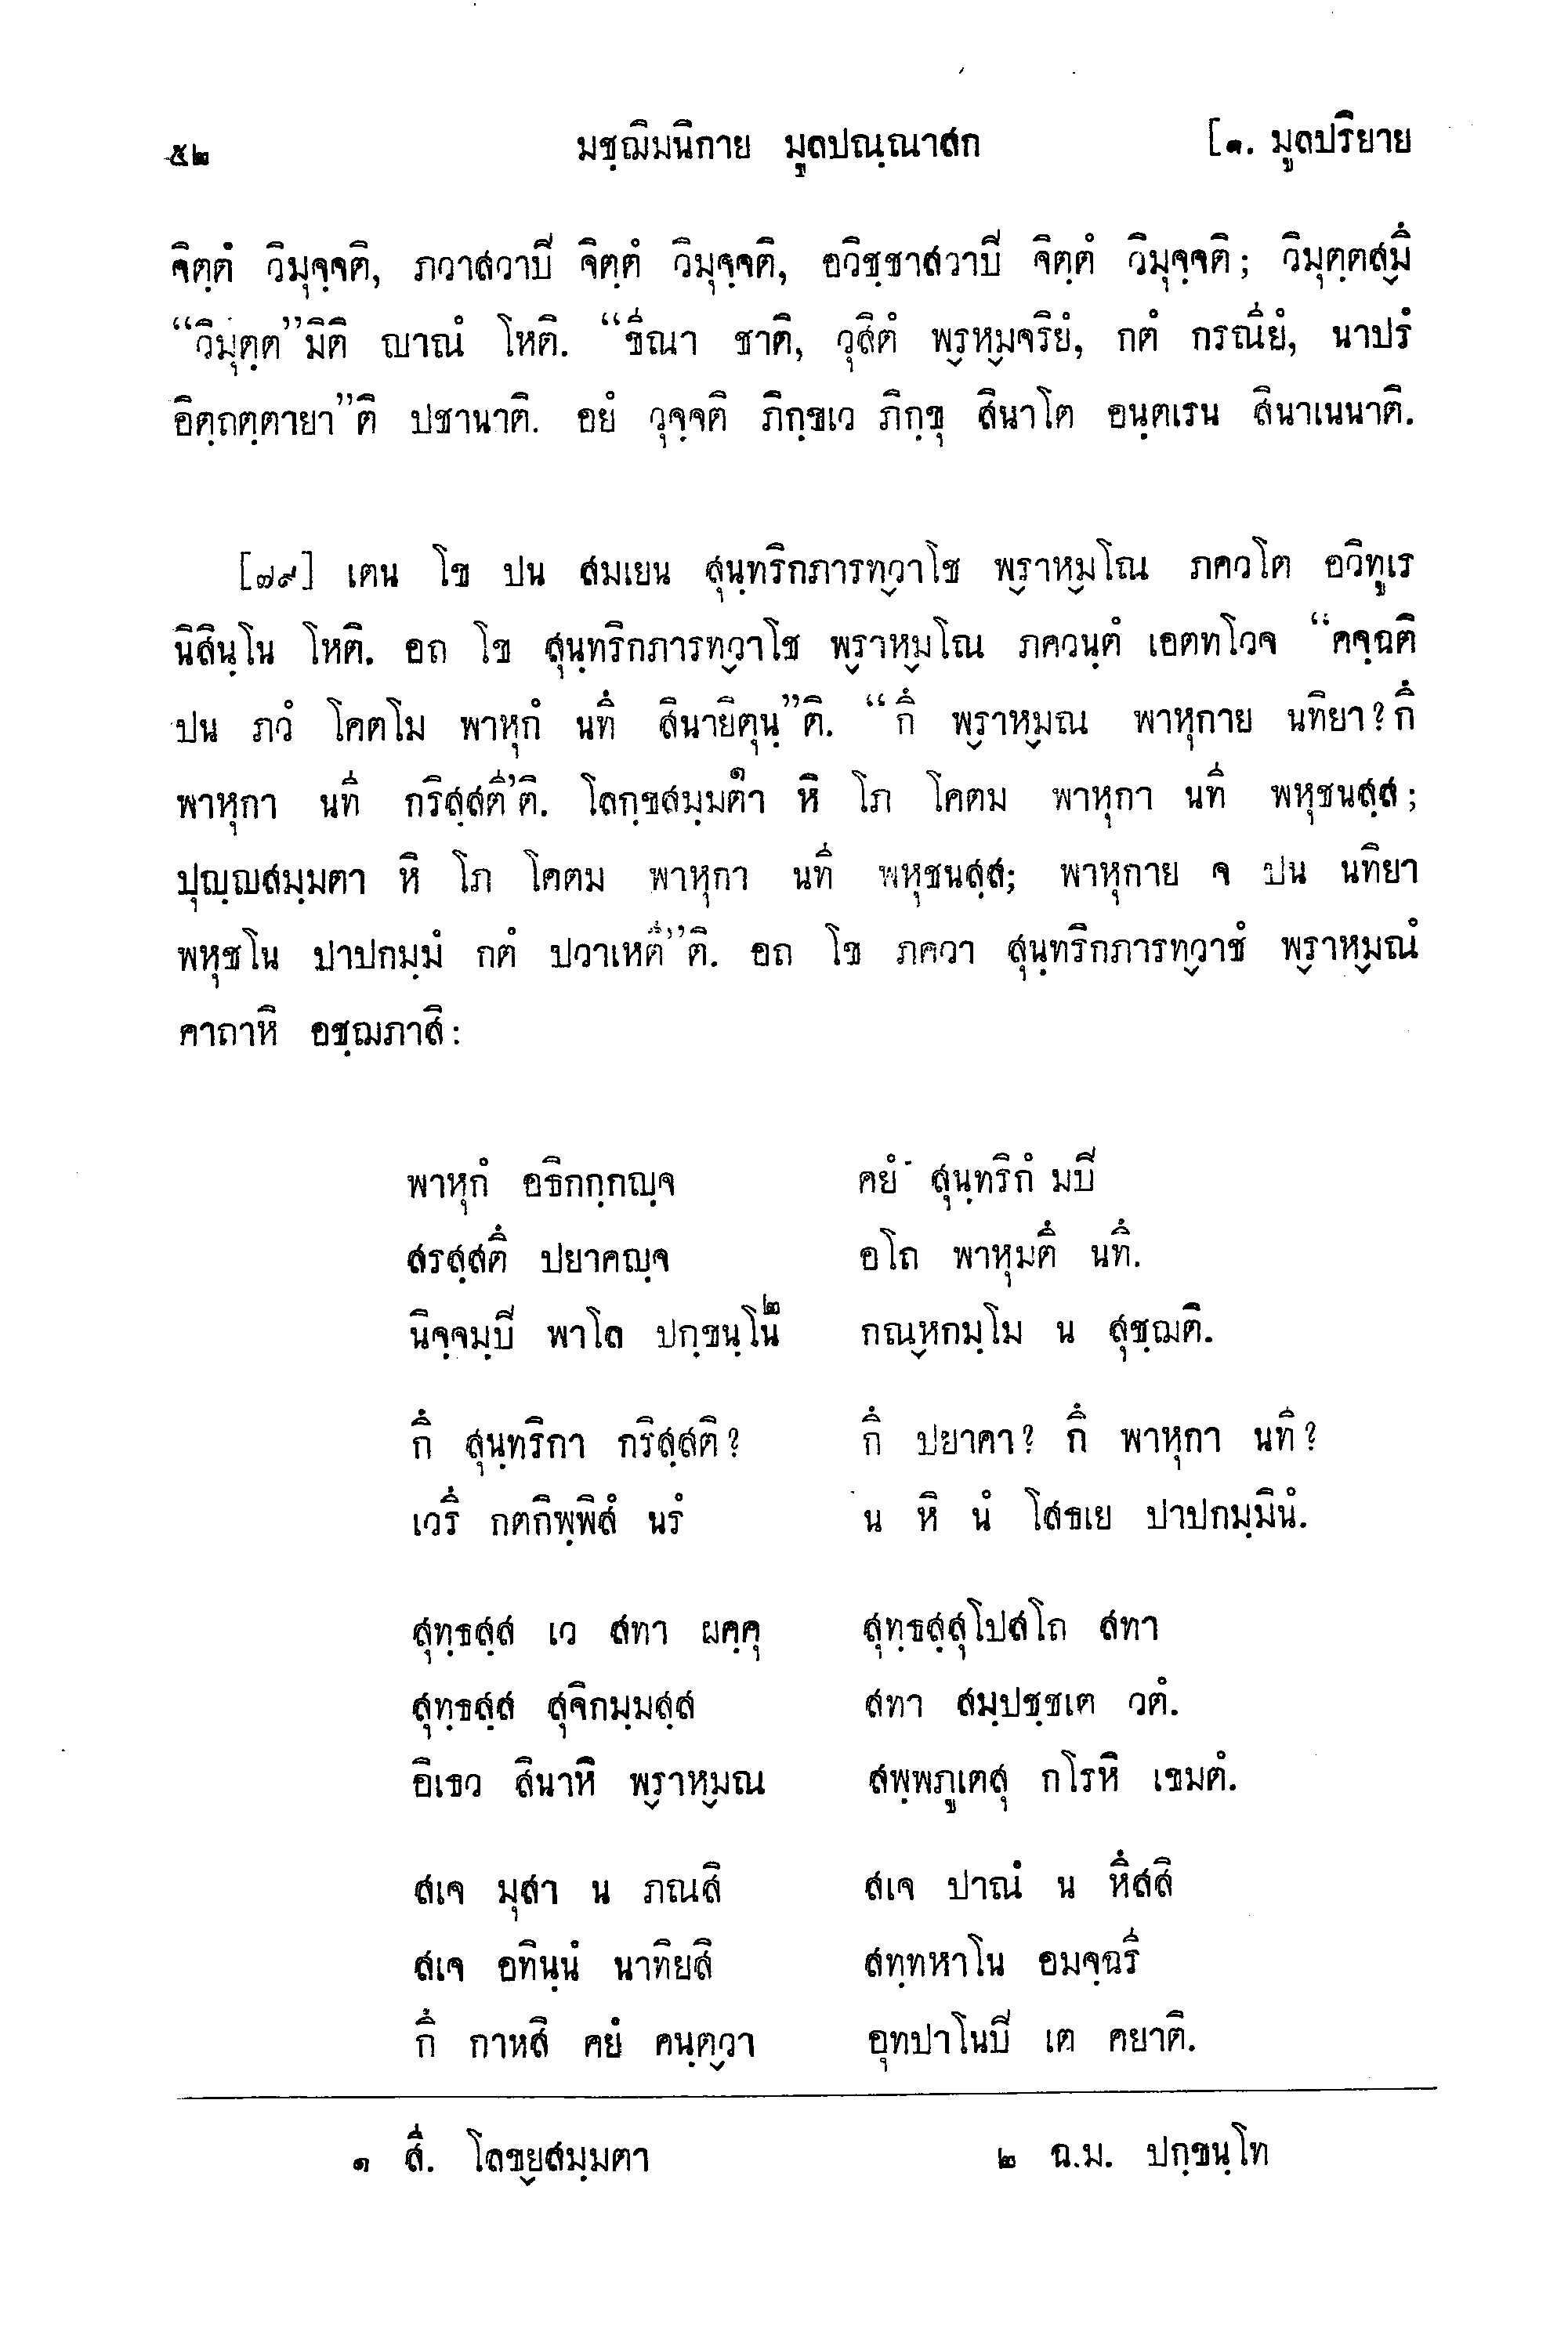 ๕๒ มชฺฌิมนิกาย มูลปณฺณาสก [๑. มูลปริยาย
จิตฺตํ วิมุจฺจติ, ภวาสวาปิ จิตฺตํ วิมุจฺจติ, อวิชฺชาสวาปิ จิตฺตํ วิมุจฺจติ; วิมุตฺตสฺมึ
“วิมุตฺต”มิติ ญาณํ โหติ. “ขีณา ชาติ, วุสิตํ พฺรหฺมจริยํ, กตํ กรณียํ, นาปรํ
อิตฺถตฺตายา”ติ ปชานาติ. อยํ วุจฺจติ ภิกฺขเว ภิกฺขุ สินาโต อนฺตเรน สินาเนนาติ.
[๗๙] เตน โข ปน สมเยน สุนฺทริกภารทฺวาโช พฺราหฺมโณ ภควโต อวิทูเร
นิสินฺโน โหติ. อถ โข สุนฺทริกภารทฺวาโช พฺราหฺมโณ ภควนฺตํ เอตทโวจ “คจฺฉติ
ปน ภวํ โคตโม พาหุกํ นทึ สินายิตุนฺ”ติ. “กึ พฺราหฺมณ พาหุกาย นทิยา? กึ
พาหุกา นที กริสฺสตี”ติ. โลกฺขสมฺมตา๑ หิ โภ โคตม พาหุกา นที พหุชนสฺส;
ปุญฺญสมฺมตา หิ โภ โคตม พาหุกา นที พหุชนสฺส; พาหุกาย จ ปน นทิยา
พหุชโน ปาปกมฺมํ กตํ ปวาเหตี”ติ. อถ โข ภควา สุนฺทริกภารทฺวาชํ พฺราหฺมณํ
คาถาหิ อชฺฌภาสิ:
พาหุกํ อธิกกฺกญฺจ คยํ สุนฺทริกํ มปิ
สรสฺสตึ ปยาคญฺจ อโถ พาหุมตึ นทึ.
นิจฺจมฺปิ พาโล ปกฺขนฺโน๒ กณฺหกมฺโม น สุชฺฌติ.
กึ สุนฺทริกา กริสฺสติ? กึ ปยาคา? กึ พาหุกา นที?
เวรึ กตกิพฺพิสํ นรํ น หิ นํ โสธเย ปาปกมฺมินํ.
สุทฺธสฺส เว สทา ผคฺคุ สุทฺธสฺสุโปสโถ สทา
สุทฺธสฺส สุจิกมฺมสฺส สทา สมฺปชฺชเต วตํ.
อิเธว สินาหิ พฺราหฺมณ สพฺพภูเตสุ กโรหิ เขมตํ.
สเจ มุสา น ภณสิ สเจ ปาณํ น หึสสิ
สเจ อทินฺนํ นาทิยสิ สทฺทหาโน อมจฺฉรี
กึ กาหสิ คยํ คนฺตฺวา อุทปาโนปิ เต คยาติ.
๑ สี. โลขฺยสมฺมตา ๒ ฉ.ม. ปกฺขนฺโท